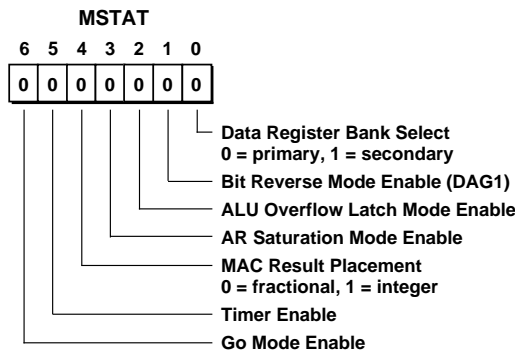 MSTAT
6 5 4 3 2 1 0
0 0 0 0 0 0 0
Data Register Bank Select
0 = primary, 1 = secondary
Bit Reverse Mode Enable (DAG1)
ALU Overflow Latch Mode Enable
AR Saturation Mode Enable
MAC Result Placement
0 = fractional, 1 = integer
Timer Enable
Go Mode Enable